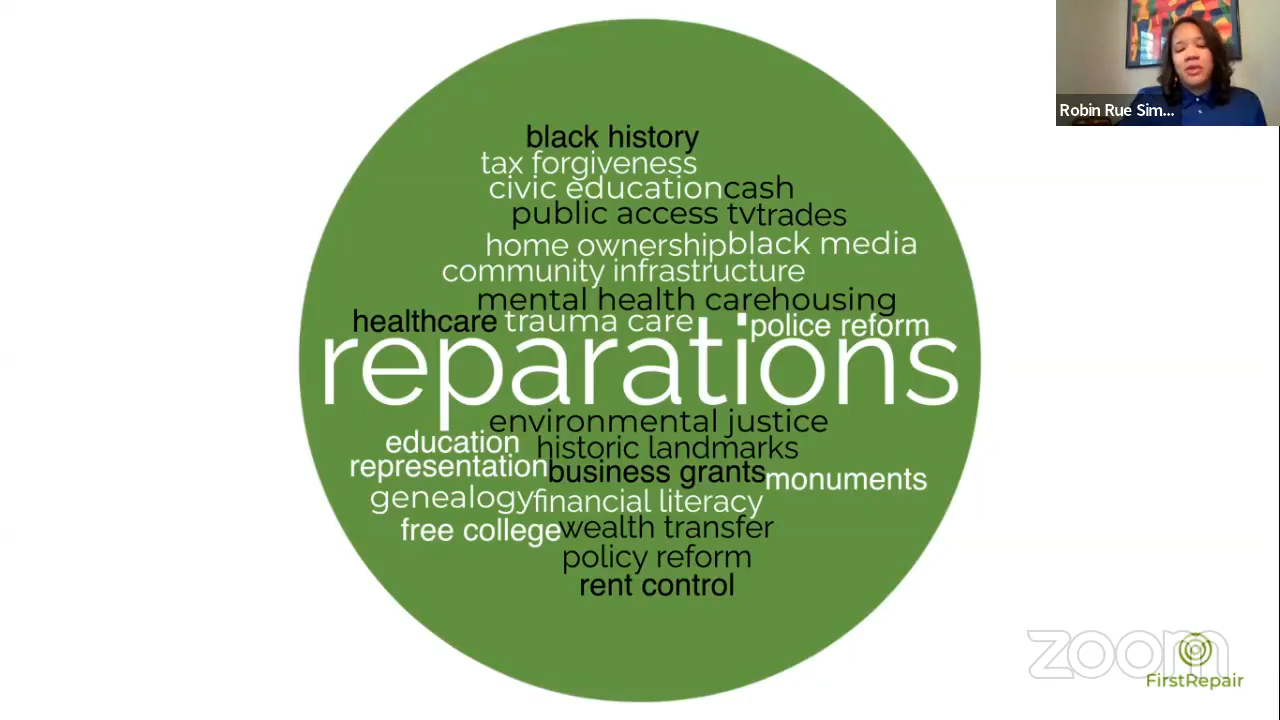 Robin Rue Sim...
black history
tax forgiveness
civic education cash
public access tv trades
home ownership black media
community infrastructure
mental health care housing
healthcare trauma care police reform
reparations
environmental justice
education historic landmarks
representation business grants monuments
genealogy financial literacy
free college wealth transfer
policy reform
rent control
zoom
FirstRepair